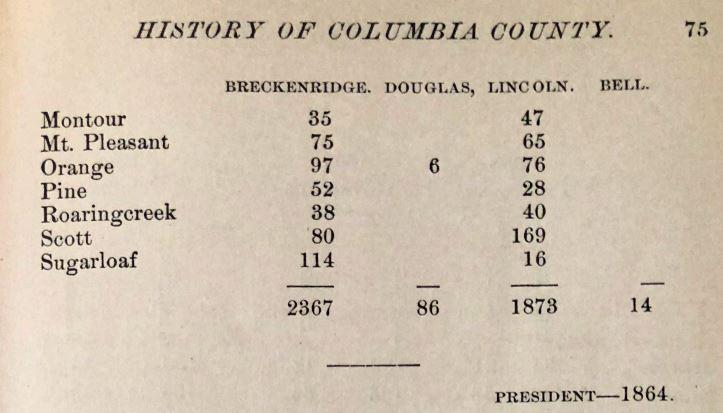 HISTORY OF COLUMBIA COUNTY. 75
BRECKENRIDGE. DOUGLAS, LINCOLN. BELL.
Montour 35 47
Mt. Pleasant 75 65
Orange 97 6 76
Pine 52 28
Roaringcreek 38 40
Scott 80 169
Sugarloaf 114 16
2367 86 1873 14
PRESIDENT—1864.